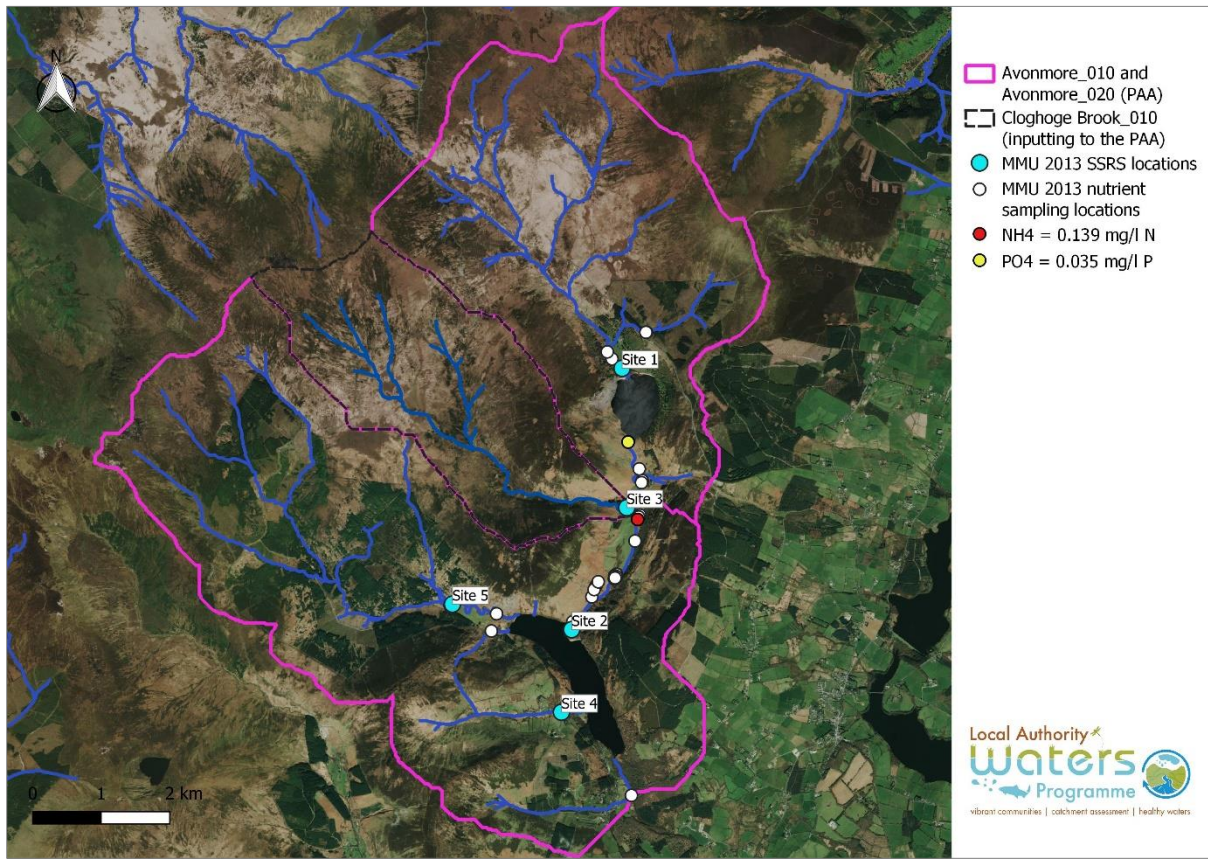 N
Site 1
Site 3
Site 5
Site 2
Site 4
0 1 2 km
Avonmore_010 and
Avonmore_020 (PAA)
Cloghoge Brook_010
(inputting to the PAA)
MMU 2013 SSRS locations
MMU 2013 nutrient
sampling locations
NH4 = 0.139 mg/l N
PO4 = 0.035 mg/l P
Local Authority
Waters
Programme
vibrant communities | catchment assessment | healthy waters